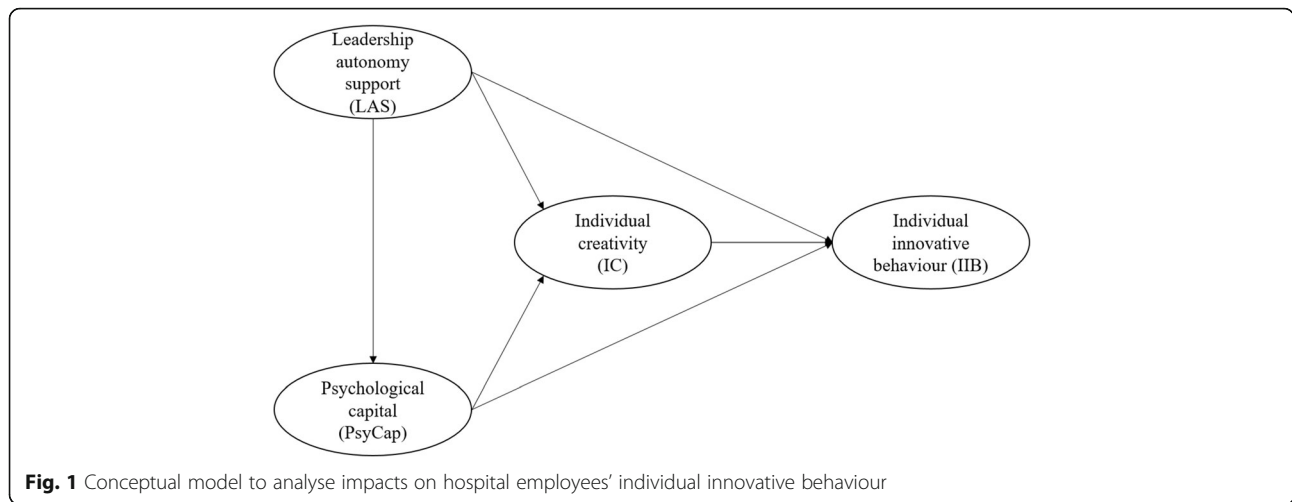 Leadership
autonomy
support
(LAS)
Individual
creativity
(IC)
Individual
innovative
behaviour (IIB)
Psychological
capital
(PsyCap)
Fig. 1 Conceptual model to analyse impacts on hospital employees’ individual innovative behaviour